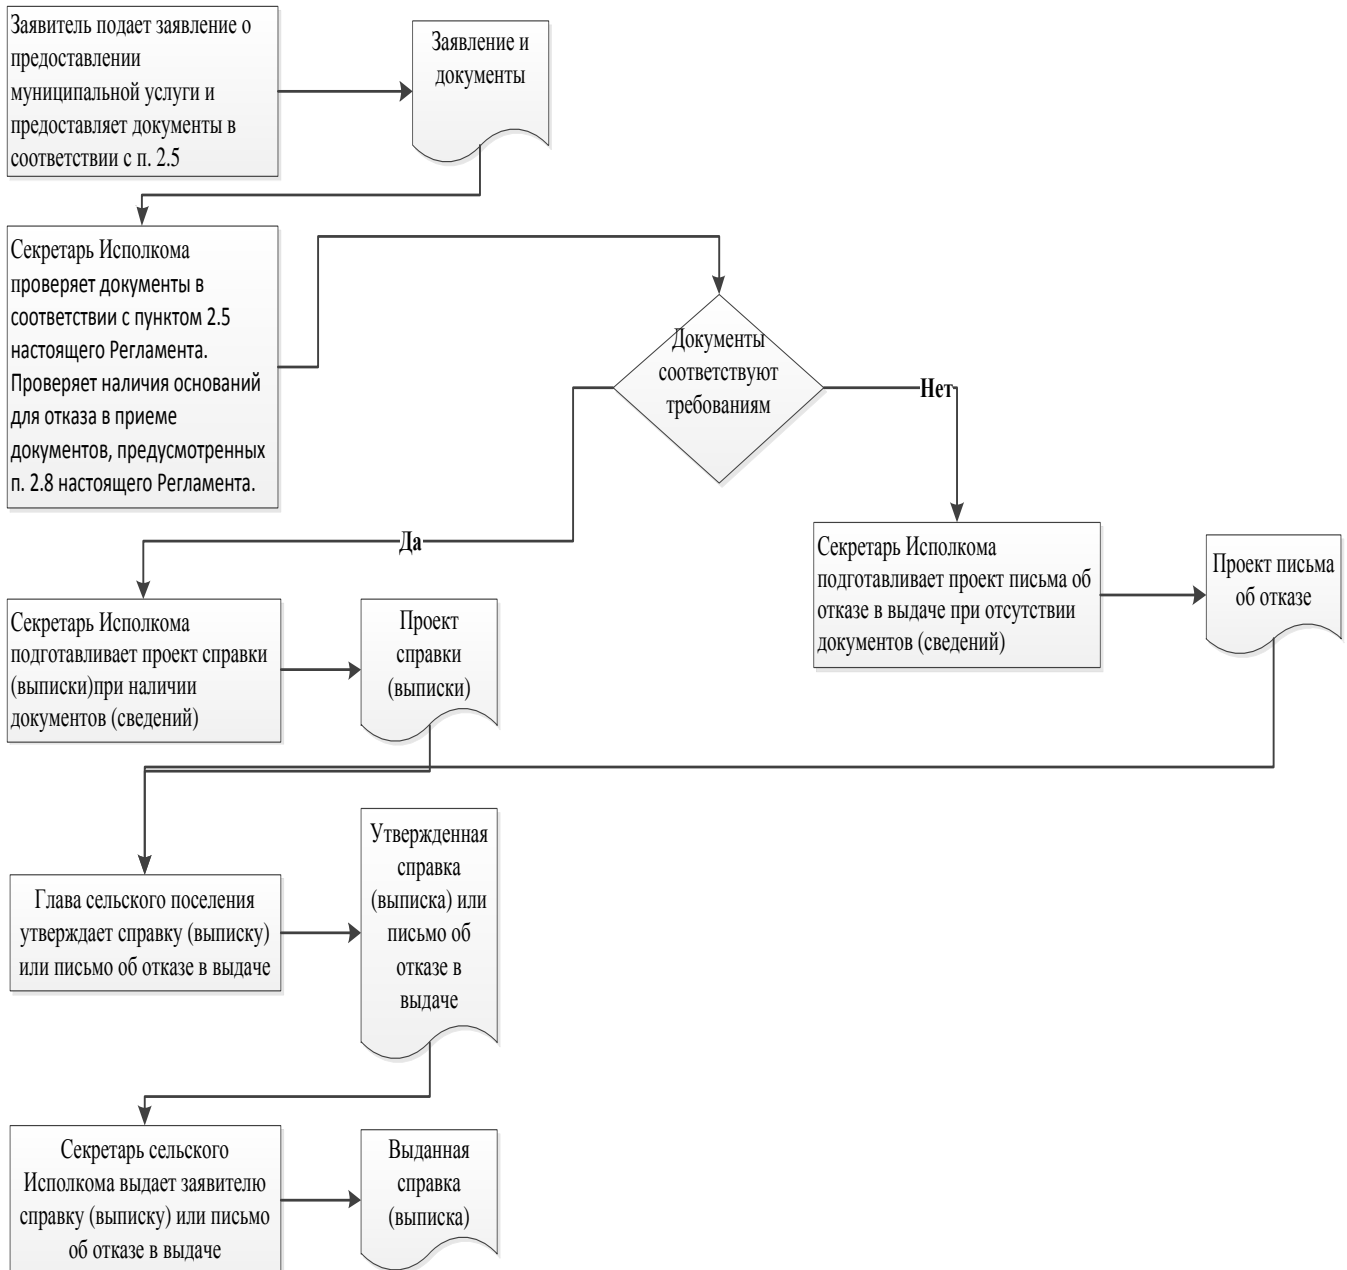 Заявитель подает заявление о
предоставлении
муниципальной услуги и
предоставляет документы в
соответствии с п. 2.5
Заявление и
документы
Секретарь Исполкома
проверяет документы в
соответствии с пунктом 2.5
настоящего Регламента.
Проверяет наличия оснований
для отказа в приеме
документов, предусмотренных
п. 2.8 настоящего Регламента.
Документы
соответствуют
требованиям
Нет
Да
Секретарь Исполкома
подготавливает проект письма об
отказе в выдаче при отсутствии
документов (сведений)
Проект письма
об отказе
Секретарь Исполкома
подготавливает проект справки
(выписки)при наличии
документов (сведений)
Проект
справки
(выписки)
Глава сельского поселения
утверждает справку (выписку)
или письмо об отказе в выдаче
Утвержденная
справка
(выписка) или
письмо об
отказе в
выдаче
Секретарь сельского
Исполкома выдает заявителю
справку (выписку) или письмо
об отказе в выдаче
Выданная
справка
(выписка)